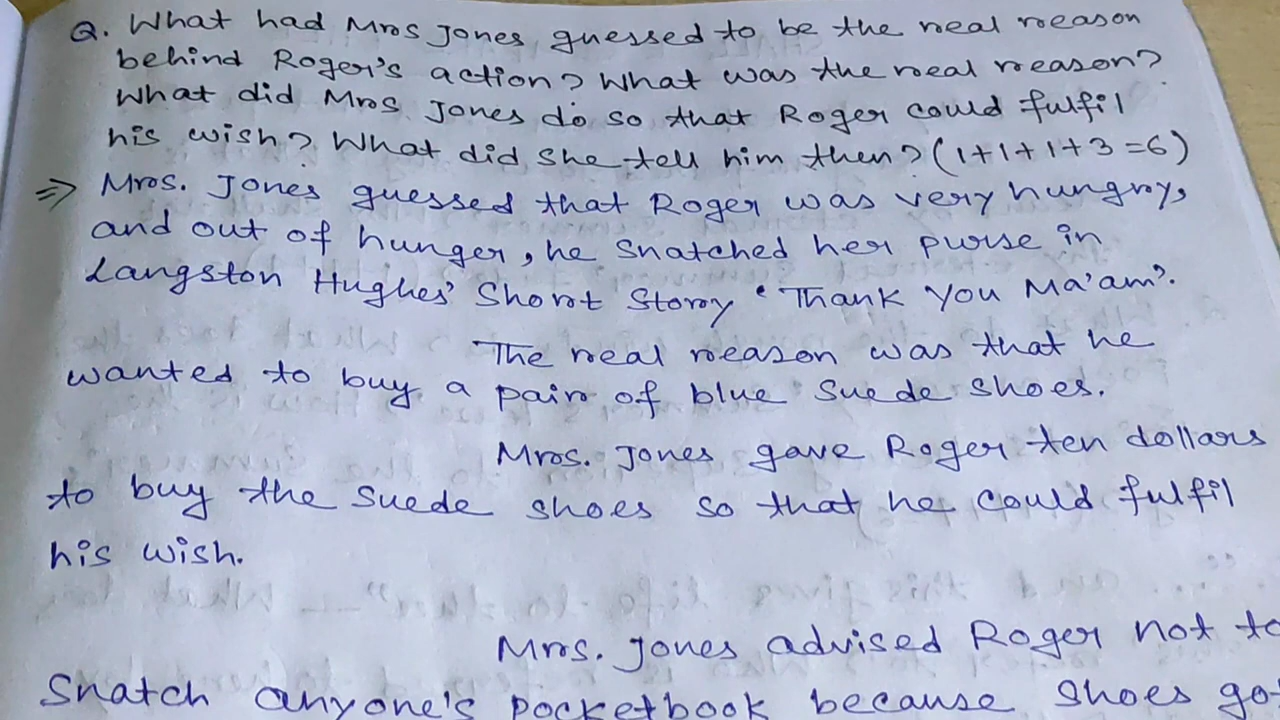 Q. What had Mrs Jones guessed to be the real reason
behind Roger's action? What was the real reason?
What did Mrs. Jones do so that Roger could fulfil
his wish? What did she tell him then? (1+1+1+3=6)
⇒ Mrs. Jones guessed that Roger was very hungry,
and out of hunger, he snatched her purse in
Langston Hughes' Short Story 'Thank You Ma'am'.
The real reason was that he
wanted to buy a pair of blue suede shoes.
Mrs. Jones gave Roger ten dollars
to buy the suede shoes so that he could fulfil
his wish.
Mrs. Jones advised Roger not to
snatch anyone's pocketbook because shoes got